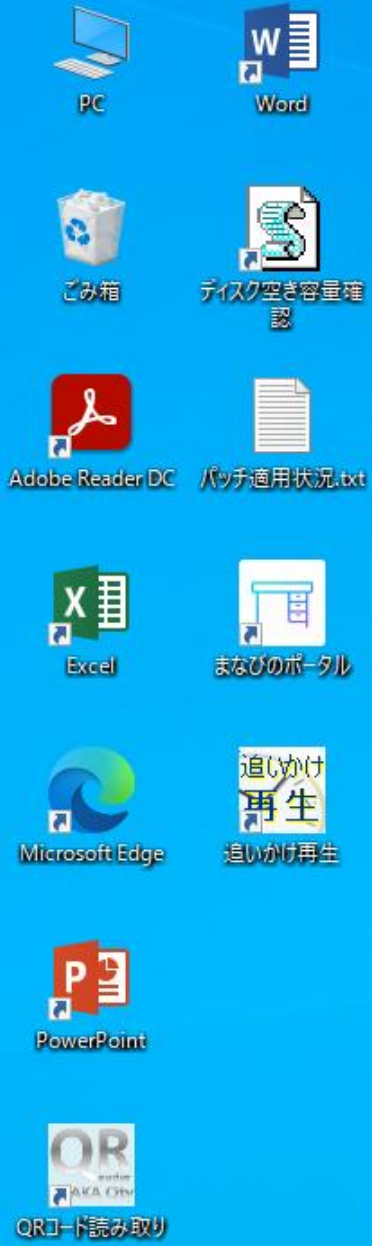 PC
ごみ箱
Adobe Reader DC
X
Excel
Microsoft Edge
P
PowerPoint
QR
Reader
AKA City
QRコード読み取り
W
Word
ディスク空き容量確
認
パッチ適用状況.txt
まなびのポータル
追いかけ
再生
追いかけ再生